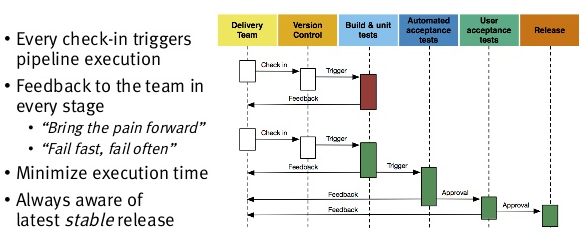 • Every check-in triggers
pipeline execution
• Feedback to the team in
every stage
• “Bring the pain forward”
• “Fail fast, fail often”
• Minimize execution time
• Always aware of
latest stable release
Delivery
Team
Version
Control
Build & unit
tests
Automated
acceptance
tests
User
acceptance
tests
Release
Check in
Trigger
Feedback
Check in
Trigger
Feedback
Trigger
Feedback
Approval
Feedback
Approval